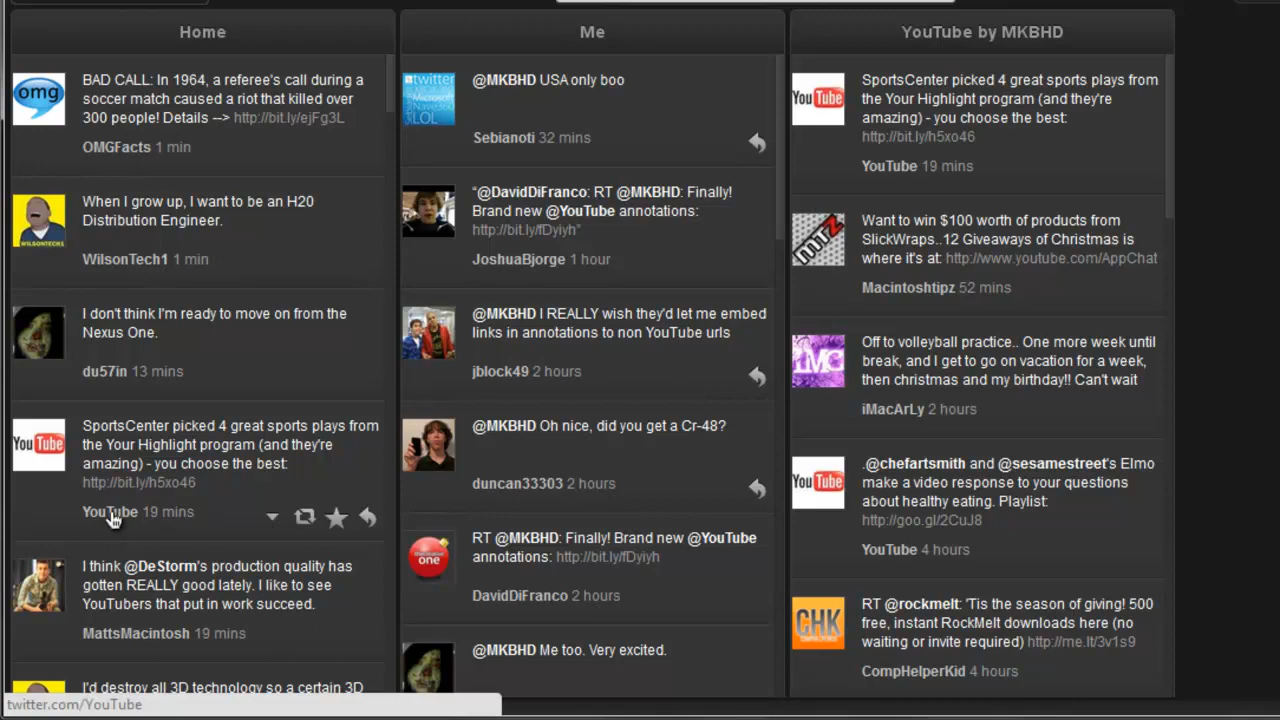 Home
BAD CALL: In 1964, a referee's call during a
soccer match caused a riot that killed over
300 people! Details --> http://bit.ly/ejFg3L
OMGFacts 1 min
omg
When I grow up, I want to be an H20
Distribution Engineer.
WilsonTech1 1 min
WILSONTECH1
I don't think I'm ready to move on from the
Nexus One.
du57in 13 mins
SportsCenter picked 4 great sports plays from
the Your Highlight program (and they're
amazing) - you choose the best:
http://bit.ly/h5xo46
YouTube 19 mins
You Tube
I think @DeStorm's production quality has
gotten REALLY good lately. I like to see
YouTubers that put in work succeed.
MattsMacintosh 19 mins
I'd destroy all 3D technology so a certain 3D
twitter.com/YouTube
Me
@MKBHD USA only boo
Sebianoti 32 mins
twitter
Microsoft
Nave360
LOL
“@DavidDiFranco: RT @MKBHD: Finally!
Brand new @YouTube annotations:
http://bit.ly/fDyiyh”
JoshuaBjorge 1 hour
@MKBHD I REALLY wish they'd let me embed
links in annotations to non YouTube urls
jblock49 2 hours
@MKBHD Oh nice, did you get a Cr-48?
duncan33303 2 hours
RT @MKBHD: Finally! Brand new @YouTube
annotations: http://bit.ly/fDyiyh
DavidDiFranco 2 hours
one
@MKBHD Me too. Very excited.
YouTube by MKBHD
SportsCenter picked 4 great sports plays from
the Your Highlight program (and they're
amazing) - you choose the best:
http://bit.ly/h5xo46
YouTube 19 mins
You Tube
Want to win $100 worth of products from
SlickWraps..12 Giveaways of Christmas is
where it's at: http://www.youtube.com/AppChat
Macintoshtipz 52 mins
MTZ
Off to volleyball practice.. One more week until
break, and I get to go on vacation for a week,
then christmas and my birthday!! Can't wait
iMacArLy 2 hours
iMC
.@chefartsmith and @sesamestreet's Elmo
make a video response to your questions
about healthy eating. Playlist:
http://goo.gl/2CuJ8
YouTube 4 hours
You Tube
RT @rockmelt: 'Tis the season of giving! 500
free, instant RockMelt downloads here (no
waiting or invite required) http://me.lt/3v1s9
CompHelperKid 4 hours
CHK